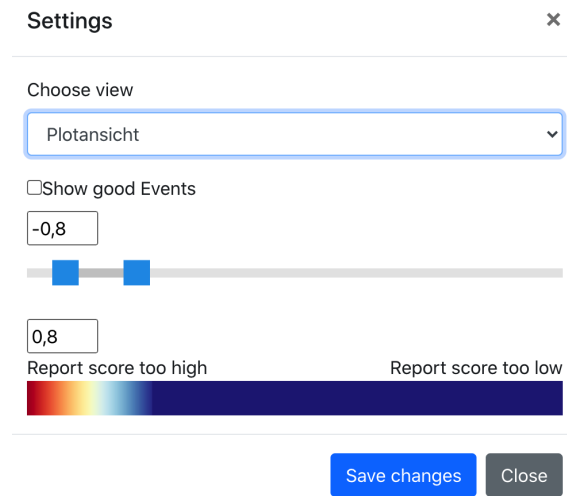 Settings ×
Choose view
Plotansicht
Show good Events
-0,8
0,8
Report score too high Report score too low
Save changes Close